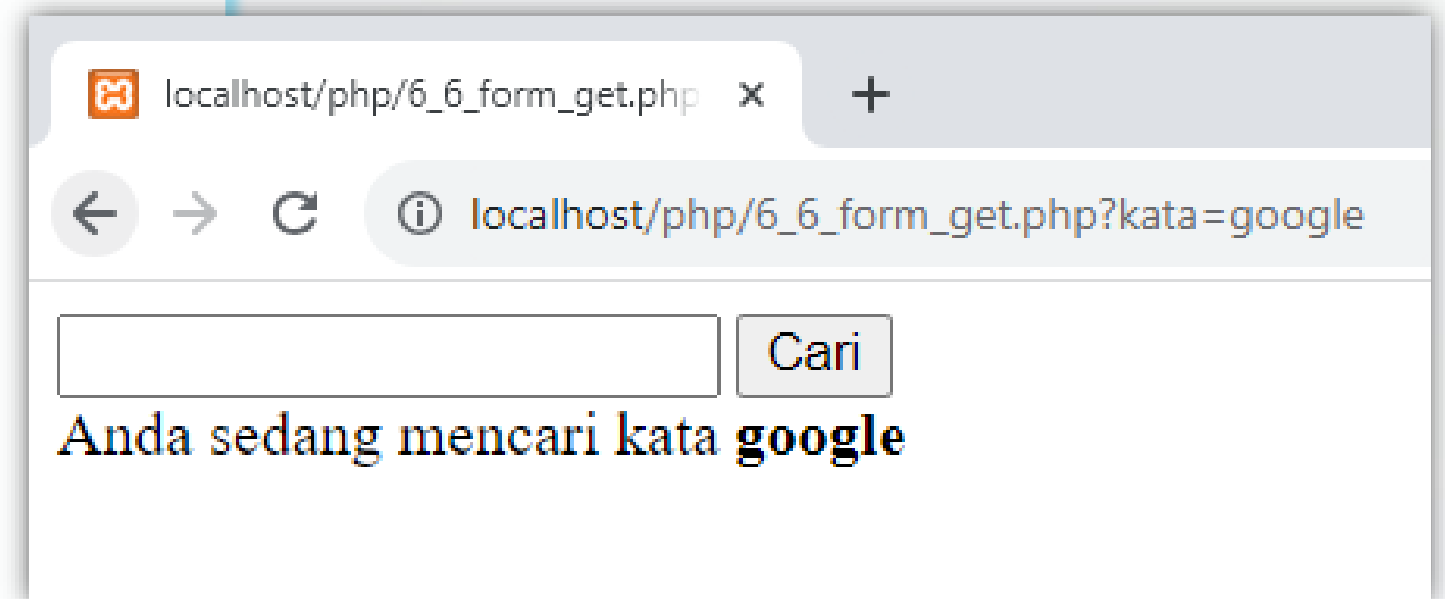 localhost/php/6_6_form_get.php
localhost/php/6_6_form_get.php?kata=google
Cari
Anda sedang mencari kata google